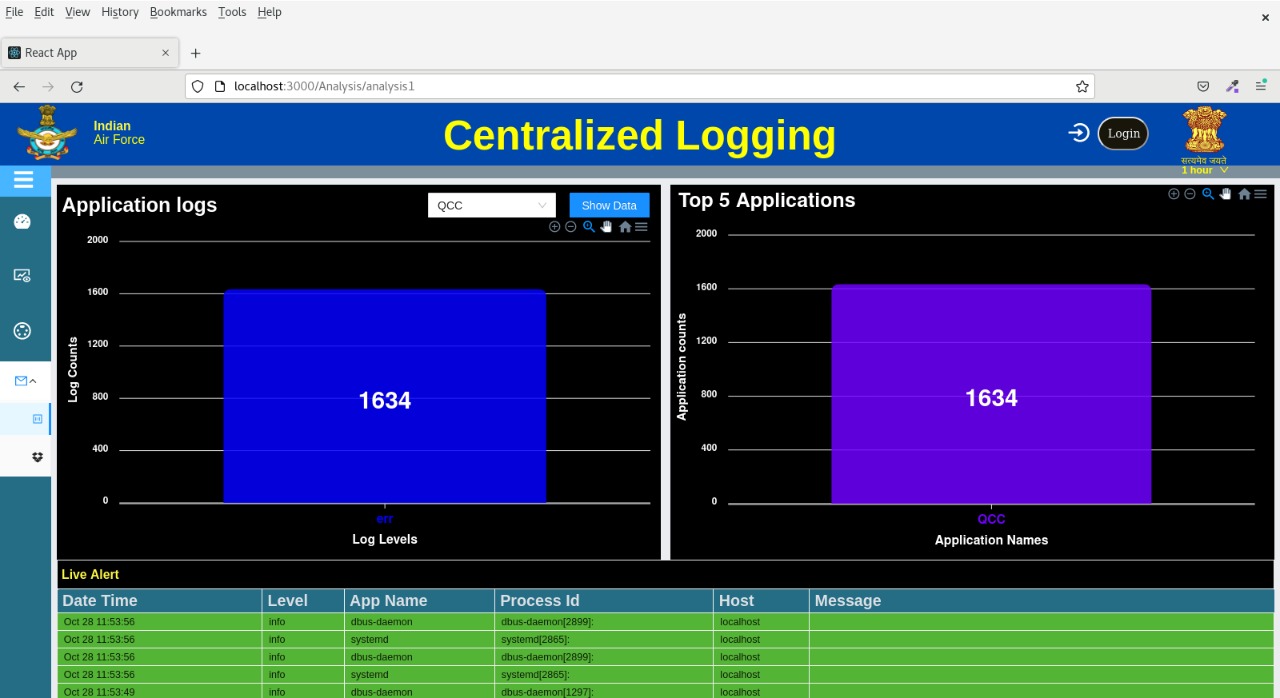 File Edit View History Bookmarks Tools Help
React App
localhost:3000/Analysis/analysis1
Indian
Air Force
Centralized Logging
Login
सत्यमेव जयते
1 hour
Application logs
QCC
Show Data
2000
1600
1200
800
400
0
Log Counts
1634
err
Log Levels
Top 5 Applications
2000
1600
1200
800
400
0
Application counts
1634
QCC
Application Names
Live Alert
Date Time Level App Name Process Id Host Message
Oct 28 11:53:56 info dbus-daemon dbus-daemon[2899]: localhost
Oct 28 11:53:56 info systemd systemd[2865]: localhost
Oct 28 11:53:56 info dbus-daemon dbus-daemon[2899]: localhost
Oct 28 11:53:56 info systemd systemd[2865]: localhost
Oct 28 11:53:49 info dbus-daemon dbus-daemon[1297]: localhost